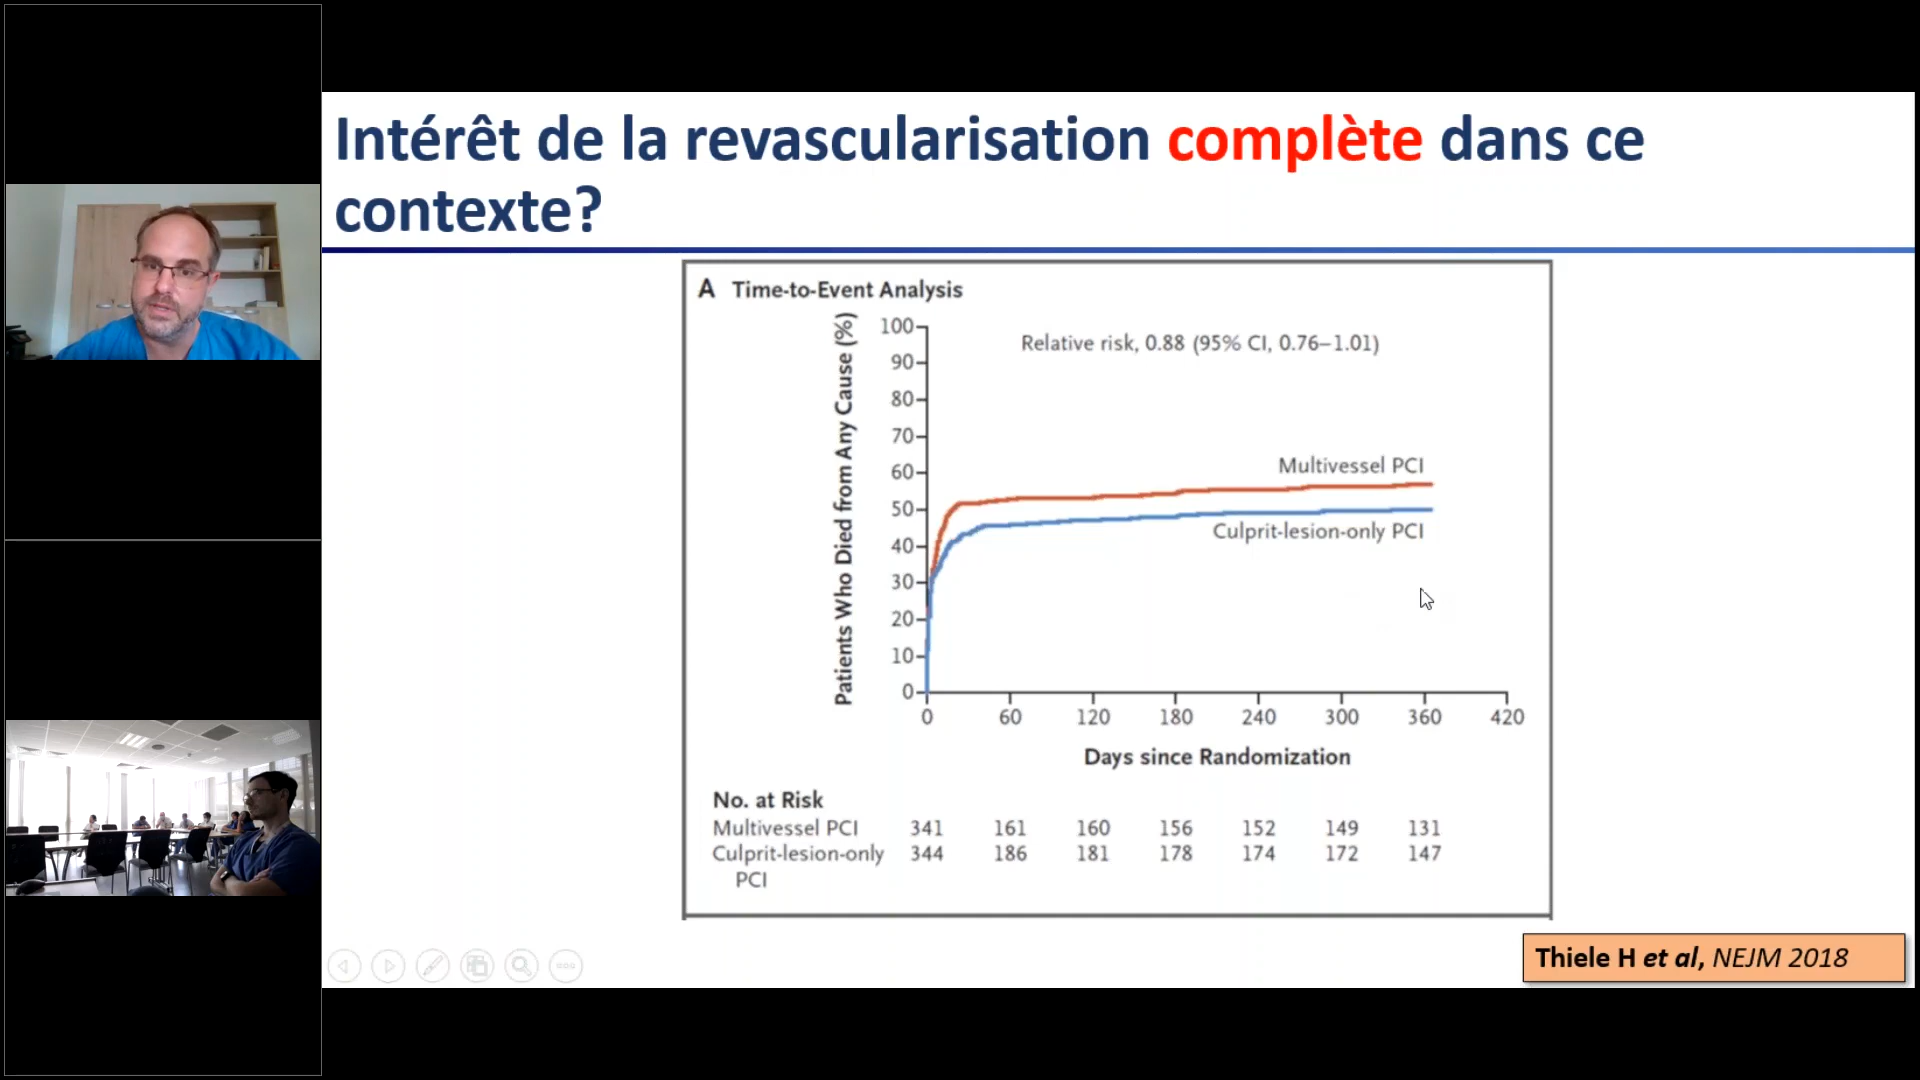 Intérêt de la revascularisation complète dans ce
contexte?
A Time-to-Event Analysis
Relative risk, 0.88 (95% CI, 0.76–1.01)
Patients Who Died from Any Cause (%)
100
90
80
70
60
50
40
30
20
10
0
Multivessel PCI
Culprit-lesion-only PCI
0 60 120 180 240 300 360 420
Days since Randomization
No. at Risk
Multivessel PCI 341 161 160 156 152 149 131
Culprit-lesion-only 344 186 181 178 174 172 147
PCI
Thiele H et al, NEJM 2018